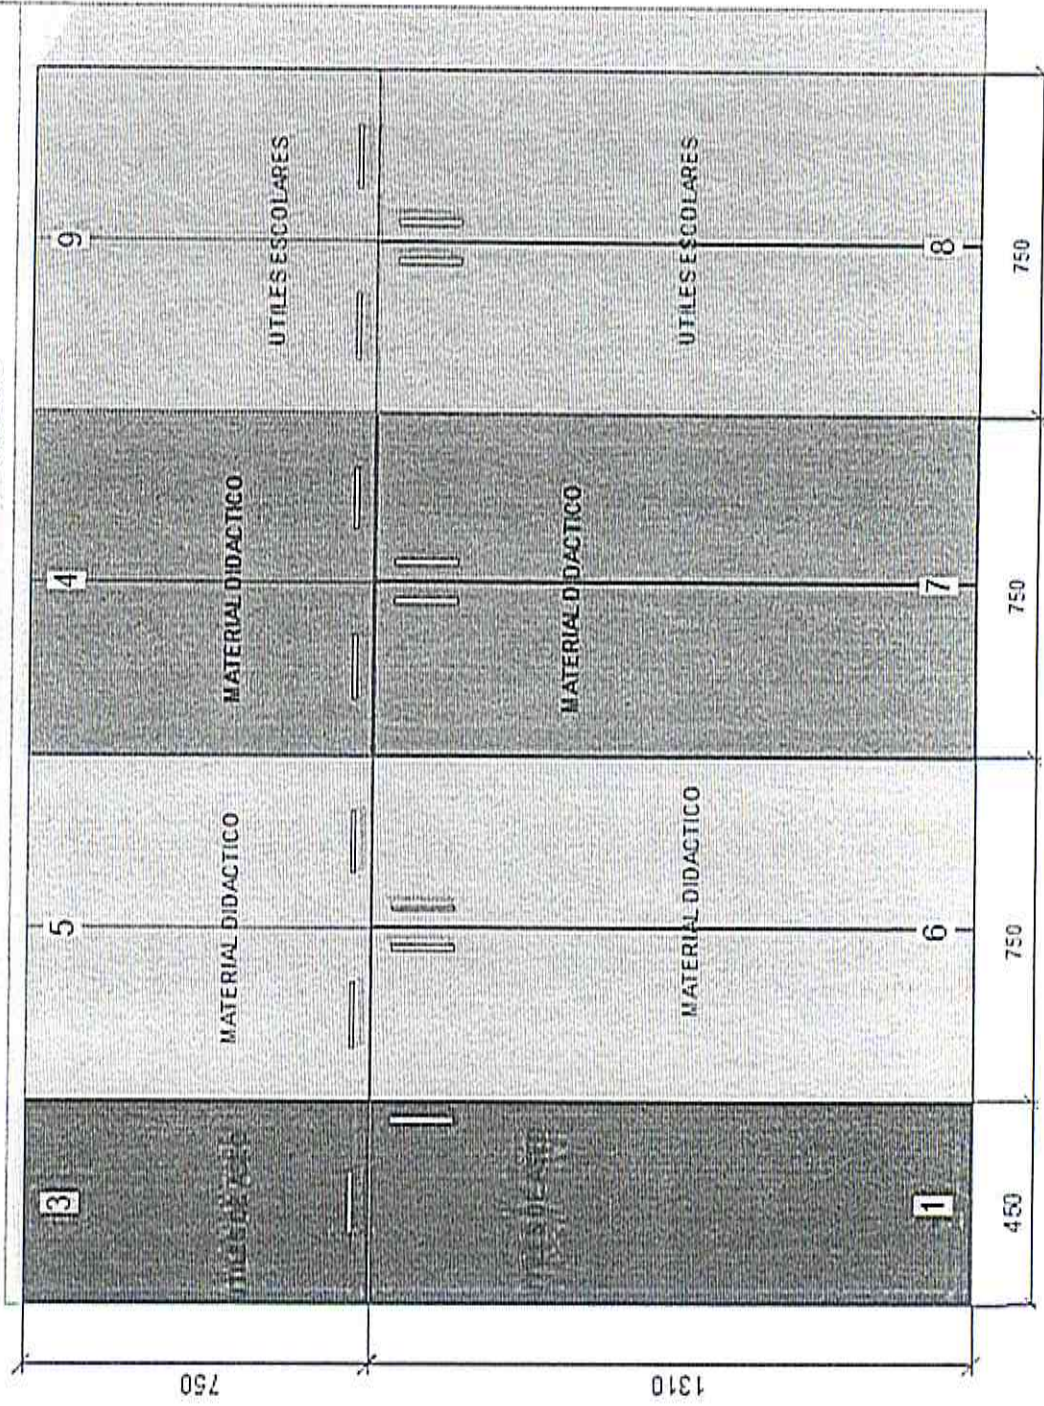 3
5
4
9
MATERIAL DIDACTICO
MATERIAL DIDACTICO
UTILES ESCOLARES
750
MATERIAL DIDACTICO
MATERIAL DIDACTICO
UTILES ESCOLARES
1310
1
6
7
8
450
750
750
750